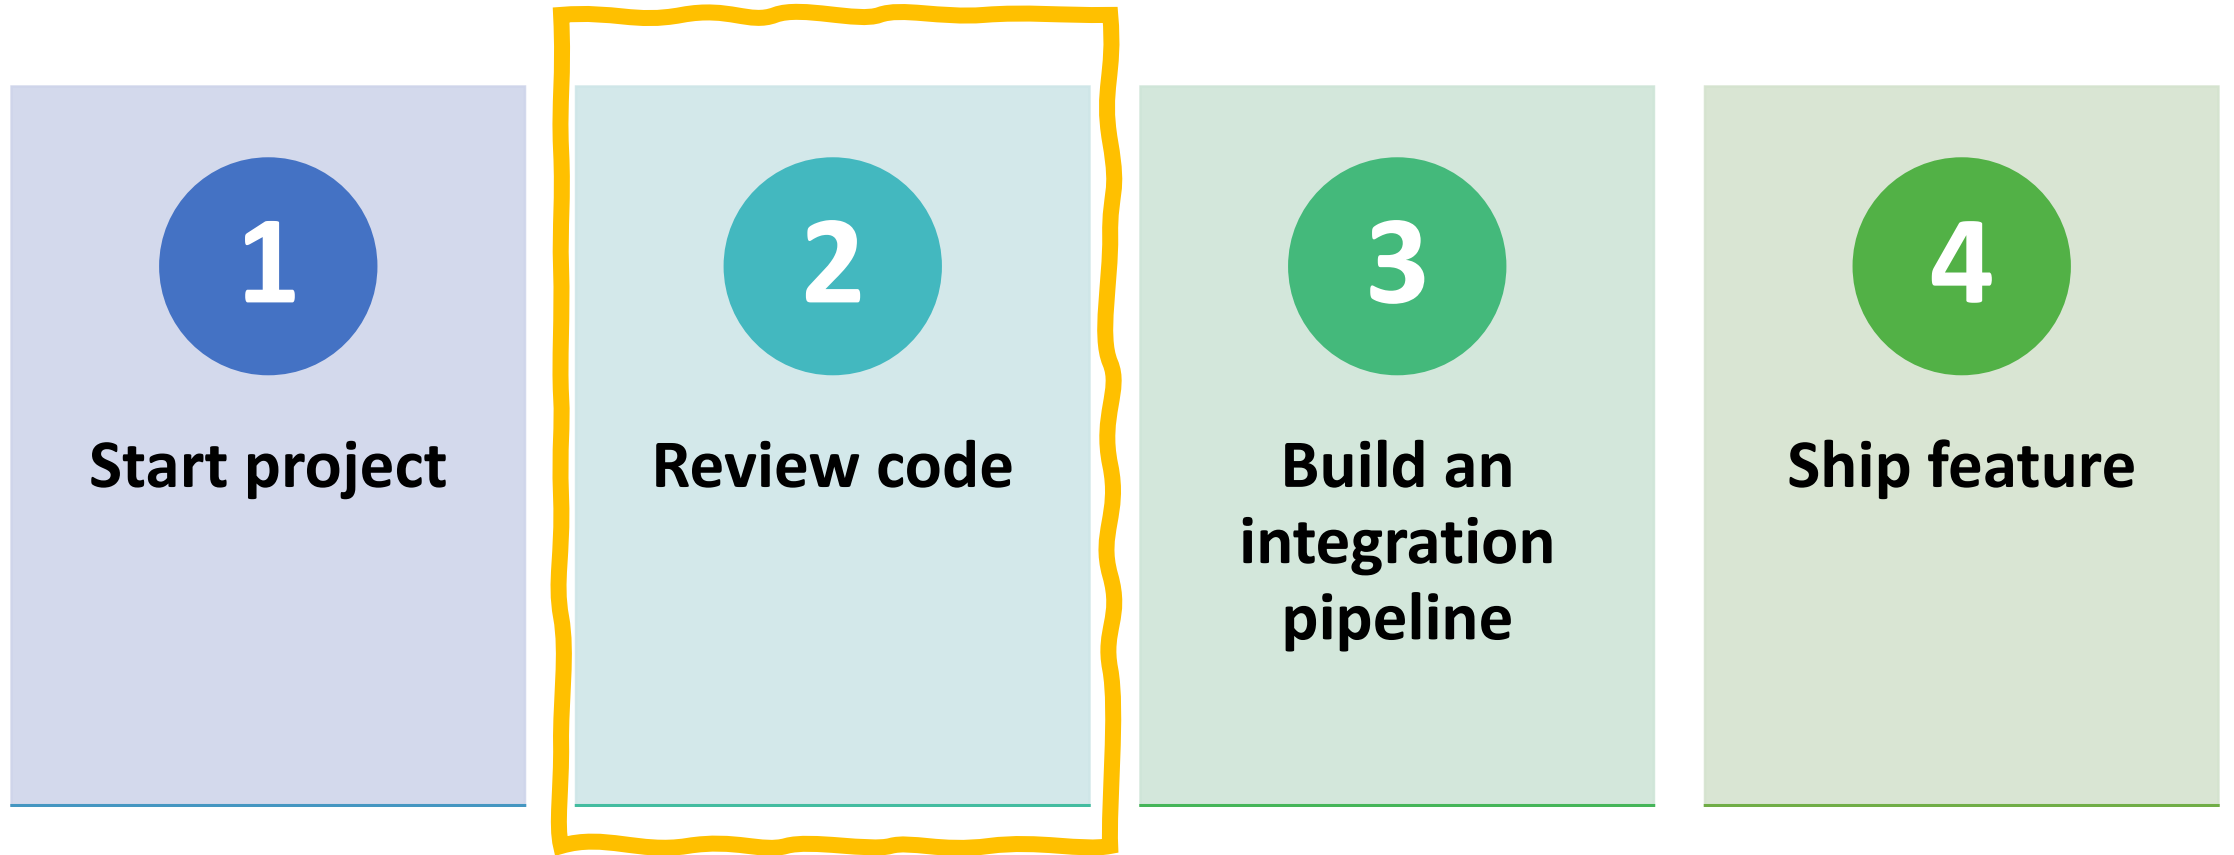 1
Start project
2
Review code
3
Build an
integration
pipeline
4
Ship feature